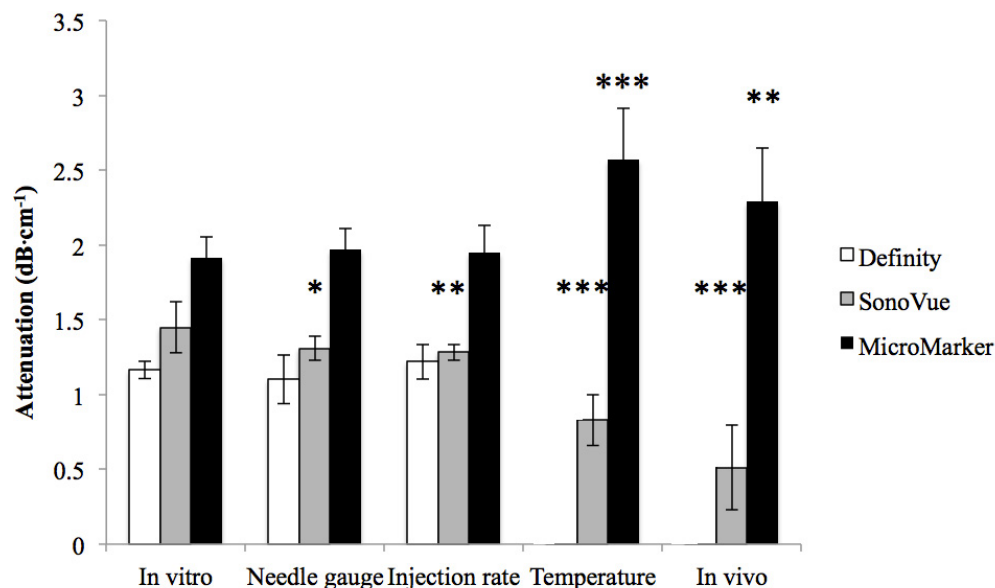 3.5
3
2.5
2
1.5
1
0.5
0
Attenuation (dB·cm⁻¹)
***
**
*
**
***
***
Definity
SonoVue
MicroMarker
In vitro Needle gauge Injection rate Temperature In vivo